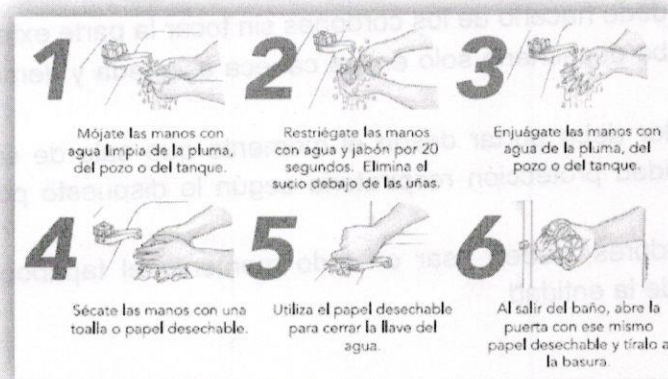 1
Mójate las manos con
agua limpia de la pluma,
del pozo o del tanque.
2
Restriégate las manos
con agua y jabón por 20
segundos. Elimina el
sucio debajo de las uñas.
3
Enjuágate las manos con
agua de la pluma, del
pozo o del tanque.
4
Sécate las manos con una
toalla o papel desechable.
5
Utiliza el papel desechable
para cerrar la llave del
agua.
6
Al salir del baño, abre la
puerta con ese mismo
papel desechable y tíralo a
la basura.